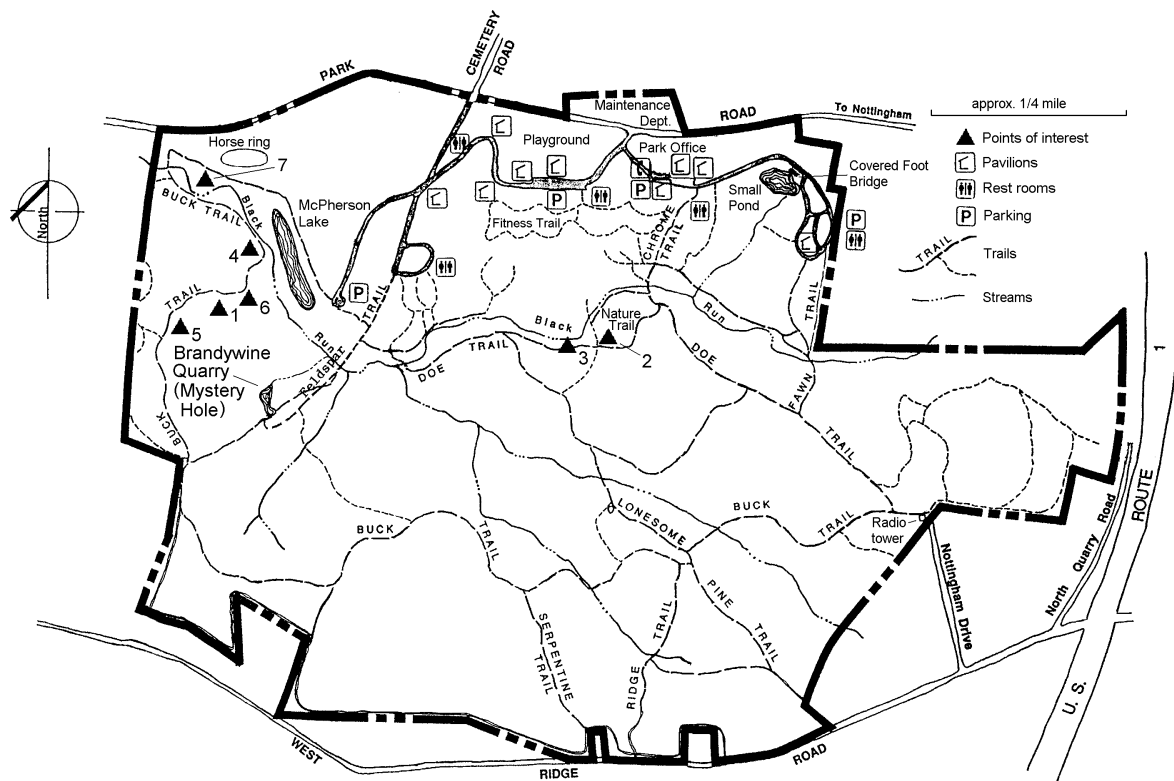 CEMETERY
ROAD
PARK
Maintenance
Dept.
ROAD
To Nottingham
approx. 1/4 mile
Points of interest
Pavilions
Rest rooms
P Parking
TRAIL
Trails
Streams
Horse ring
7
Playground
Park Office
Covered Foot
Bridge
North
BUCK TRAIL
Black
McPherson
Lake
P
P
Small
Pond
P
Fitness Trail
CHROME
TRAIL
4
TRAIL
6
1
5
P
TRAIL
Feldspar
Run
Brandywine
Quarry
(Mystery
Hole)
BUCK
Black
Nature
Trail
Run
TRAIL
DOE
TRAIL
3
2
DOE
FAWN
TRAIL
1
ROUTE
U. S.
BUCK
TRAIL
LONESOME
PINE
TRAIL
BUCK
TRAIL
Radio
tower
Nottingham Drive
North Quarry Road
SERPENTINE
TRAIL
RIDGE
TRAIL
WEST
RIDGE
ROAD